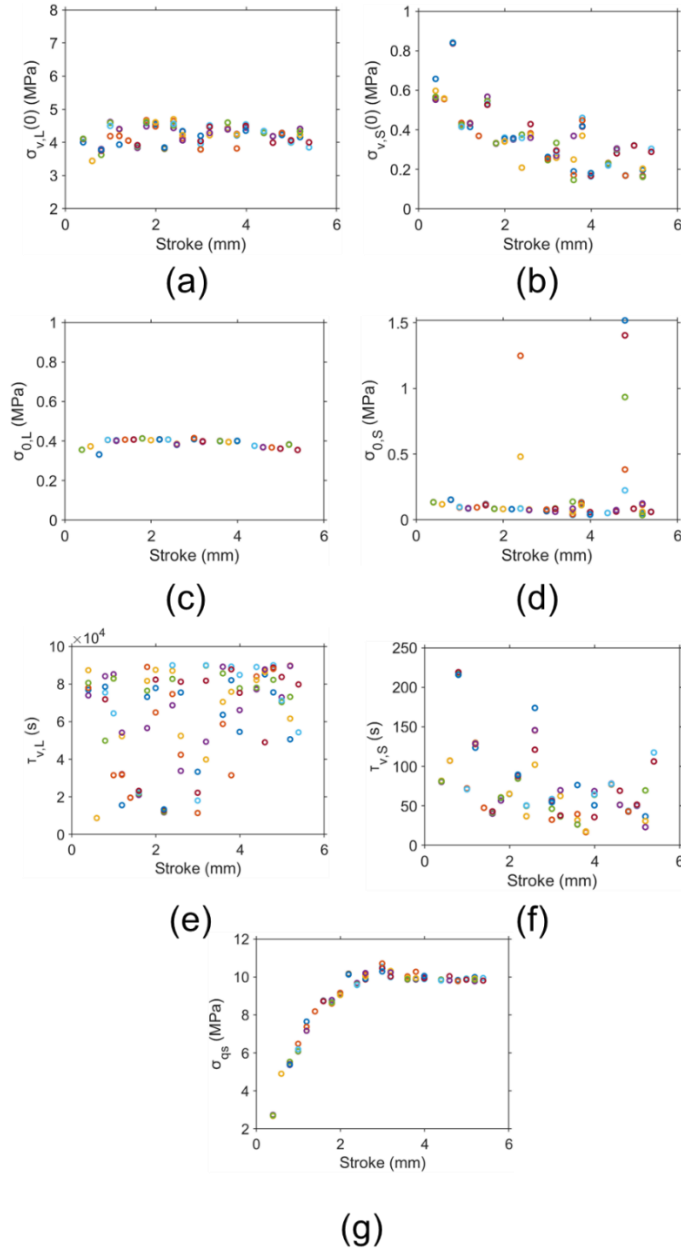 8
7
6
5
4
3
2
0 2 4 6
σv,L(0) (MPa)
Stroke (mm)
(a)
1
0.8
0.6
0.4
0.2
0
0 2 4 6
σv,S(0) (MPa)
Stroke (mm)
(b)
1
0.8
0.6
0.4
0.2
0
0 2 4 6
σ0,L (MPa)
Stroke (mm)
(c)
1.5
1
0.5
0
0 2 4 6
σ0,S (MPa)
Stroke (mm)
(d)
×10⁴
10
8
6
4
2
0
0 2 4 6
τv,L (s)
Stroke (mm)
(e)
250
200
150
100
50
0
0 2 4 6
τv,S (s)
Stroke (mm)
(f)
12
10
8
6
4
2
0 2 4 6
σqs (MPa)
Stroke (mm)
(g)